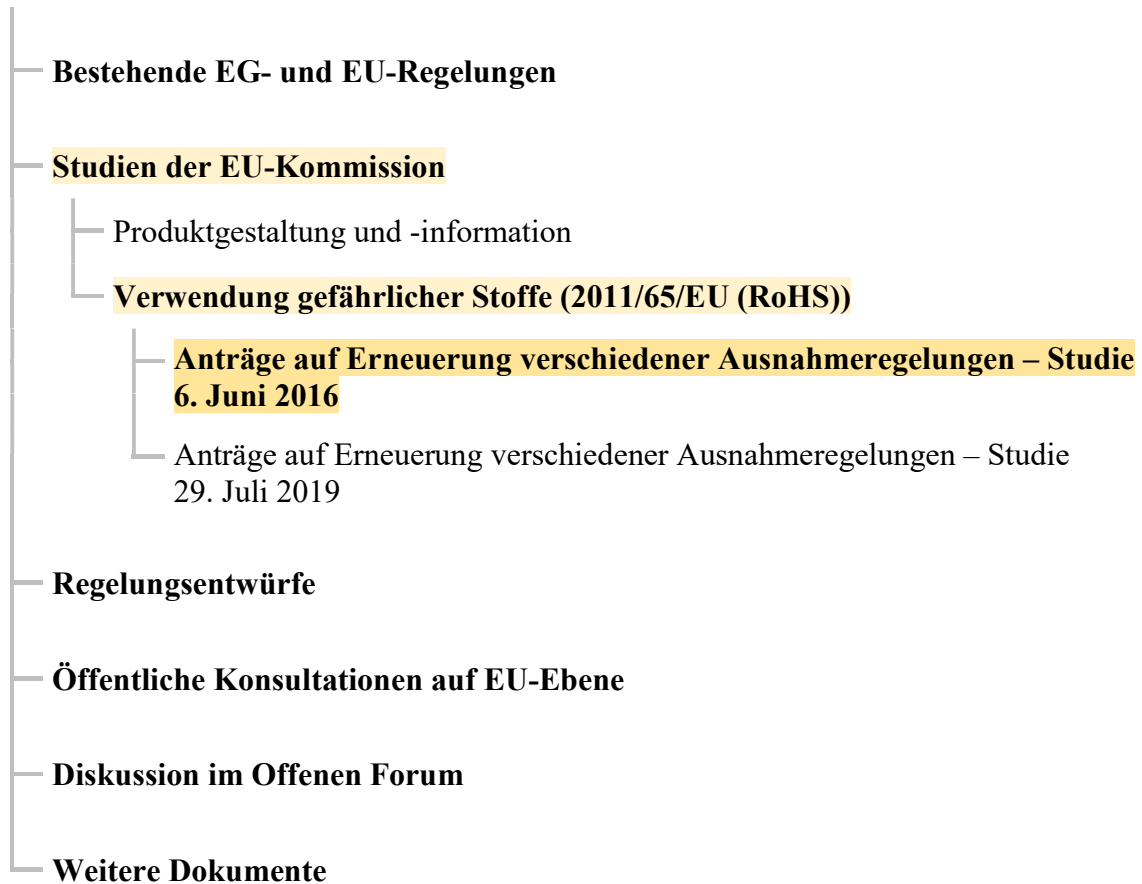 Bestehende EG- und EU-Regelungen
Studien der EU-Kommission
Produktgestaltung und -information
Verwendung gefährlicher Stoffe (2011/65/EU (RoHS))
Anträge auf Erneuerung verschiedener Ausnahmeregelungen – Studie
6. Juni 2016
Anträge auf Erneuerung verschiedener Ausnahmeregelungen – Studie
29. Juli 2019
Regelungsentwürfe
Öffentliche Konsultationen auf EU-Ebene
Diskussion im Offenen Forum
Weitere Dokumente